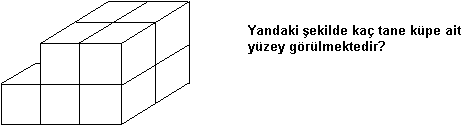 Yandaki şekilde kaç tane küpe ait
yüzey görülmektedir?